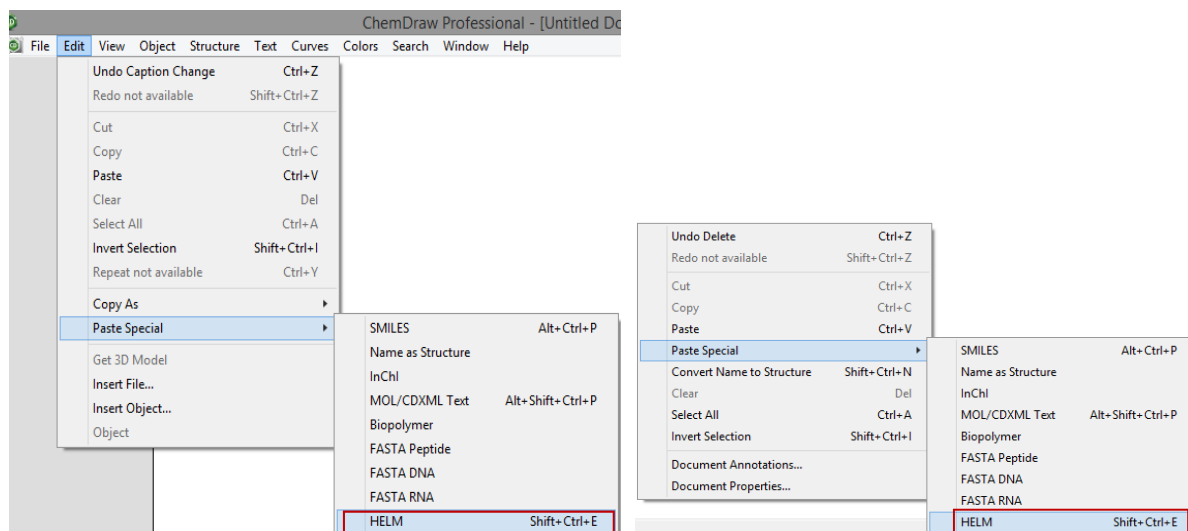 ChemDraw Professional - [Untitled Do
File Edit View Object Structure Text Curves Colors Search Window Help
Undo Caption Change Ctrl+Z
Redo not available Shift+Ctrl+Z
Cut Ctrl+X
Copy Ctrl+C
Paste Ctrl+V
Clear Del
Select All Ctrl+A
Invert Selection Shift+Ctrl+I
Repeat not available Ctrl+Y
Copy As
Paste Special
Get 3D Model
Insert File...
Insert Object...
Object
SMILES Alt+Ctrl+P
Name as Structure
InChI
MOL/CDXML Text Alt+Shift+Ctrl+P
Biopolymer
FASTA Peptide
FASTA DNA
FASTA RNA
HELM Shift+Ctrl+E
Undo Delete Ctrl+Z
Redo not available Shift+Ctrl+Z
Cut Ctrl+X
Copy Ctrl+C
Paste Ctrl+V
Paste Special
Convert Name to Structure Shift+Ctrl+N
Clear Del
Select All Ctrl+A
Invert Selection Shift+Ctrl+I
Document Annotations...
Document Properties...
SMILES Alt+Ctrl+P
Name as Structure
InChI
MOL/CDXML Text Alt+Shift+Ctrl+P
Biopolymer
FASTA Peptide
FASTA DNA
FASTA RNA
HELM Shift+Ctrl+E